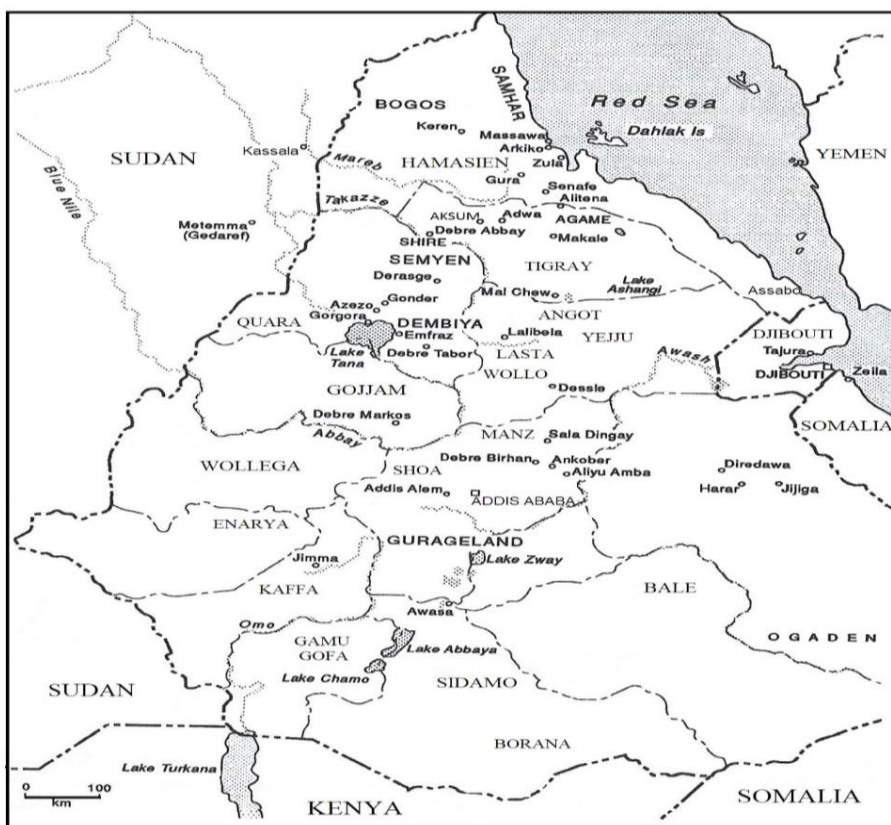 Red Sea
Dahlak Is
SAMHAR
BOGOS
Keren
Massawa
Arkiko
Zula
HAMASIEN
Gura
Senafe
Alitena
SUDAN
Kassala
Mareb
YEMEN
Blue Nile
Takazze
Metemma
(Gedaref)
AKSUM
Adwa
AGAME
Debre Abbay
Makale
SHIRE
SEMYEN
TIGRAY
Derasge
Lake
Ashangi
Mai Chew
Assabo
Azezo
Gonder
ANGOT
Gorgora
QUARA
DEMBIYA
YEJJU
DJIBOUTI
Emfraz
Lalibela
Tajura
Lake
Tana
Debre Tabor
LASTA
Awash
DJIBOUTI
WOLLO
Zeila
GOJJAM
Dessie
SOMALIA
Debre Markos
Abbay
MANZ
Sala Dingay
WOLLEGA
SHOA
Debre Birhan
Ankober
Aliyu Amba
Diredawa
Harar
Jijiga
Addis Alem
ADDIS ABABA
ENARYA
GURAGELAND
Lake Zway
Jimma
KAFFA
BALE
Awasa
Omo
GAMU
GOFA
Lake Abbaya
OGADEN
Lake Chamo
SIDAMO
SUDAN
BORANA
Lake Turkana
0 100
km
KENYA
SOMALIA